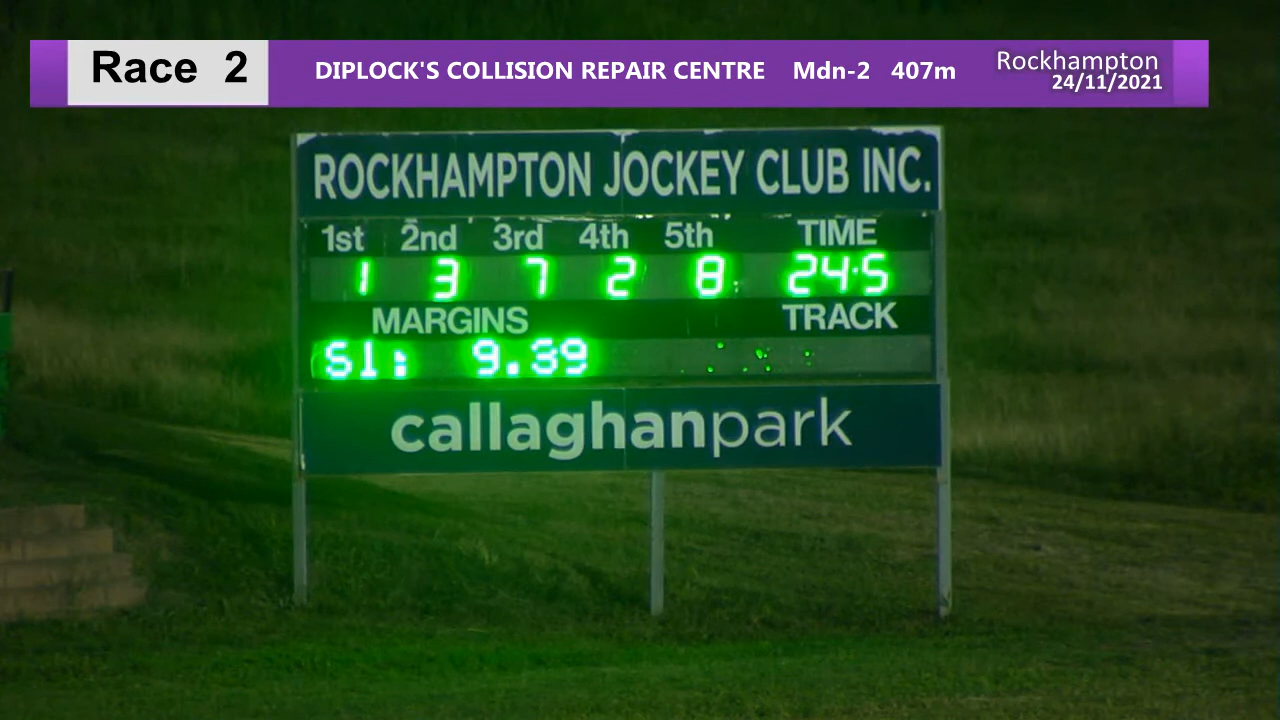 Race 2 DIPLOCK'S COLLISION REPAIR CENTRE Mdn-2 407m Rockhampton
24/11/2021
ROCKHAMPTON JOCKEY CLUB INC.
1st 2nd 3rd 4th 5th TIME
1 3 7 2 8 24.5
MARGINS TRACK
S1: 9.39
callaghanpark